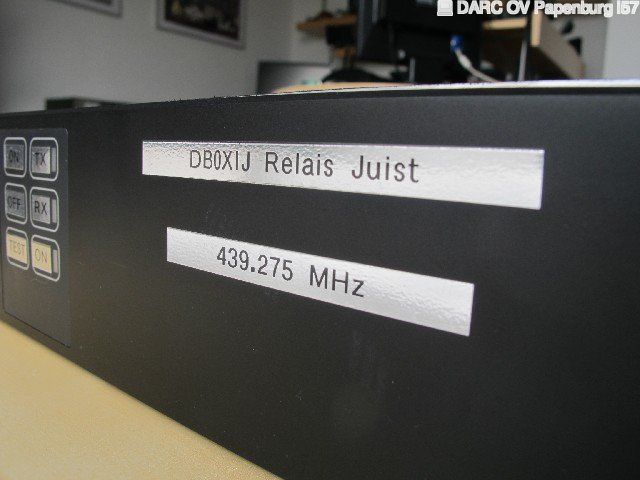 DARC OV Papenburg I57
DB0XIJ Relais Juist
439.275 MHz
ON TX
OFF RX
TEST ON